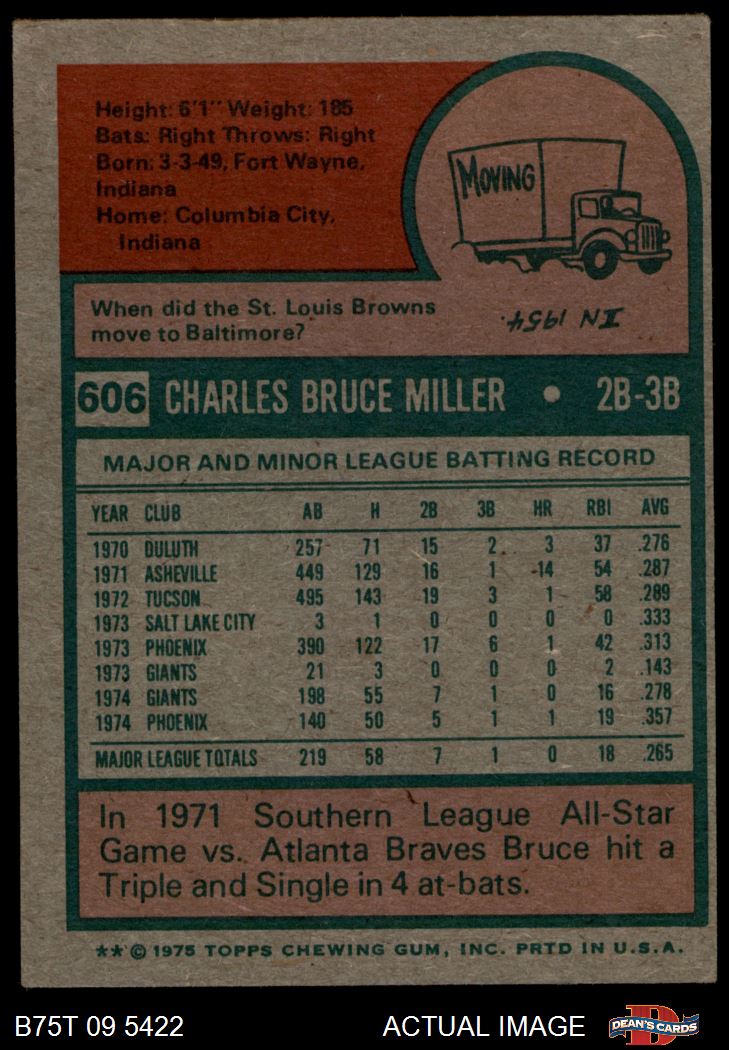 Height: 6'1" Weight: 185
Bats: Right Throws: Right
Born: 3-3-49, Fort Wayne,
Indiana
Home: Columbia City,
Indiana
MOVING
When did the St. Louis Browns
move to Baltimore?
IN 1954.
606 CHARLES BRUCE MILLER • 2B-3B
MAJOR AND MINOR LEAGUE BATTING RECORD
YEAR CLUB AB H 2B 3B HR RBI AVG
1970 DULUTH 257 71 15 2 3 37 .276
1971 ASHEVILLE 449 129 16 1 14 54 .287
1972 TUCSON 495 143 19 3 1 58 .289
1973 SALT LAKE CITY 3 1 0 0 0 0 .333
1973 PHOENIX 390 122 17 6 1 42 .313
1973 GIANTS 21 3 0 0 0 2 .143
1974 GIANTS 198 55 7 1 0 16 .278
1974 PHOENIX 140 50 5 1 1 19 .357
MAJOR LEAGUE TOTALS 219 58 7 1 0 18 .265
In 1971 Southern League All-Star
Game vs. Atlanta Braves Bruce hit a
Triple and Single in 4 at-bats.
** © 1975 TOPPS CHEWING GUM, INC. PRTD IN U.S.A.
B75T 09 5422 ACTUAL IMAGE DEAN'S CARDS